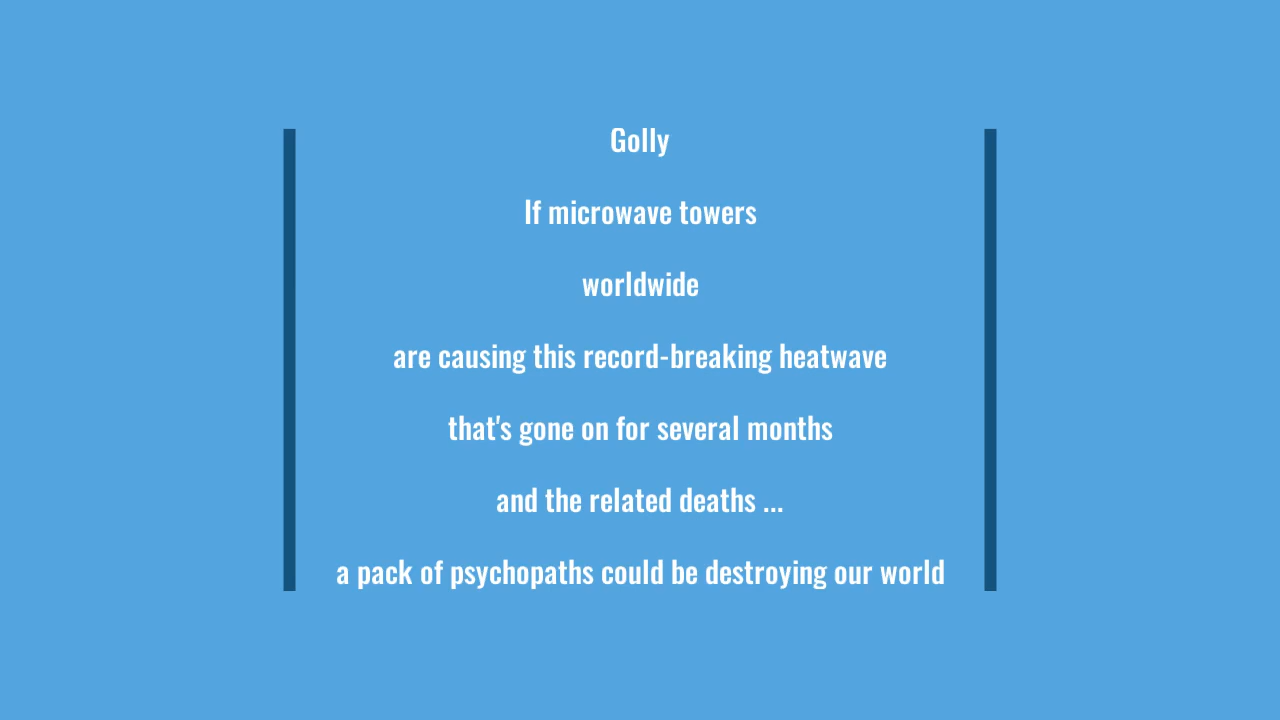 Golly
If microwave towers
worldwide
are causing this record-breaking heatwave
that's gone on for several months
and the related deaths ...
a pack of psychopaths could be destroying our world